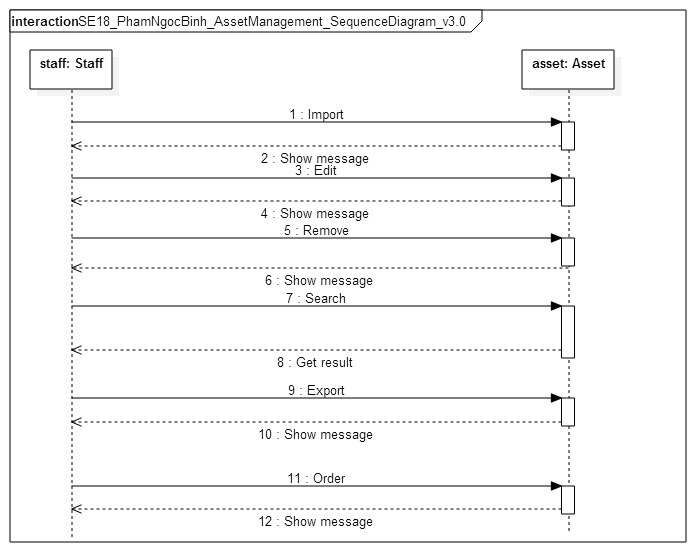 interactionSE18_PhamNgocBinh_AssetManagement_SequenceDiagram_v3.0
staff: Staff
asset: Asset
1 : Import
2 : Show message
3 : Edit
4 : Show message
5 : Remove
6 : Show message
7 : Search
8 : Get result
9 : Export
10 : Show message
11 : Order
12 : Show message